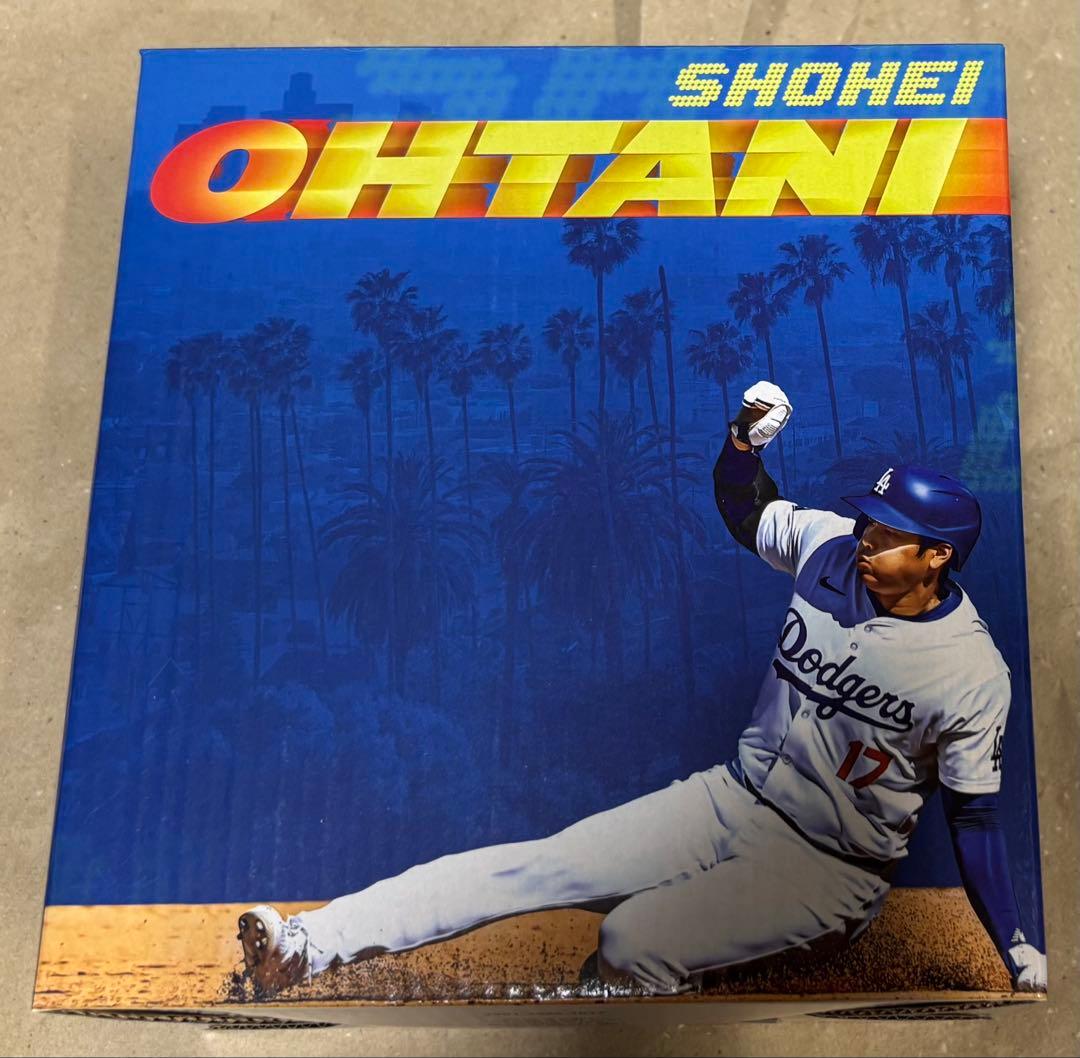 SHOHEI
OHTANI
LA
Dodgers
17
LA